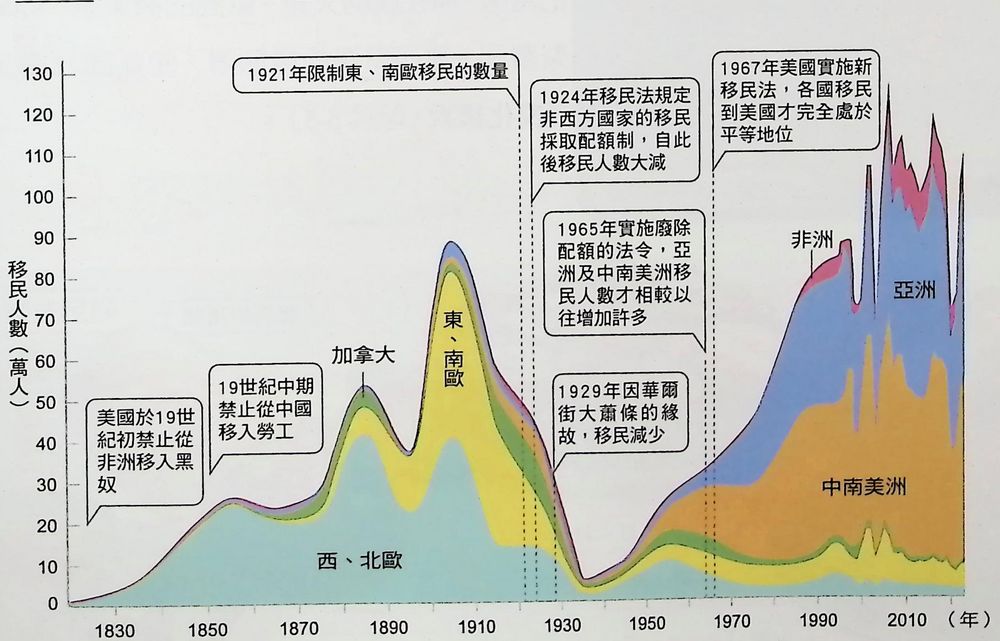 移民人數（萬人）
130
120
110
100
90
80
70
60
50
40
30
20
10
0
1921年限制東、南歐移民的數量
1924年移民法規定
非西方國家的移民
採取配額制，自此
後移民人數大減
1967年美國實施新
移民法，各國移民
到美國才完全處於
平等地位
1965年實施廢除
配額的法令，亞
洲及中南美洲移
民人數才相較以
往增加許多
1929年因華爾
街大蕭條的緣
故，移民減少
19世紀中期
禁止從中國
移入勞工
美國於19世
紀初禁止從
非洲移入黑
奴
加拿大
東、南歐
西、北歐
非洲
亞洲
中南美洲
1830
1850
1870
1890
1910
1930
1950
1970
1990
2010
（年）